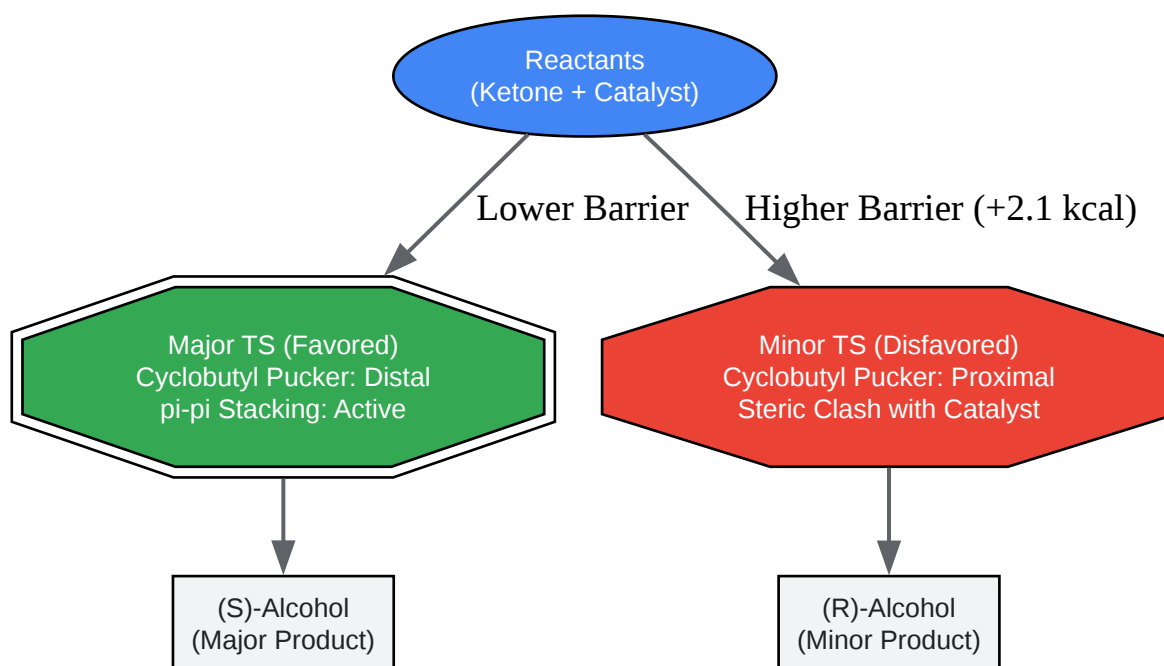 Reactants
(Ketone + Catalyst)
Lower Barrier
Higher Barrier (+2.1 kcal)
Major TS (Favored)
Cyclobutyl Pucker: Distal
pi-pi Stacking: Active
Minor TS (Disfavored)
Cyclobutyl Pucker: Proximal
Steric Clash with Catalyst
(S)-Alcohol
(Major Product)
(R)-Alcohol
(Minor Product)